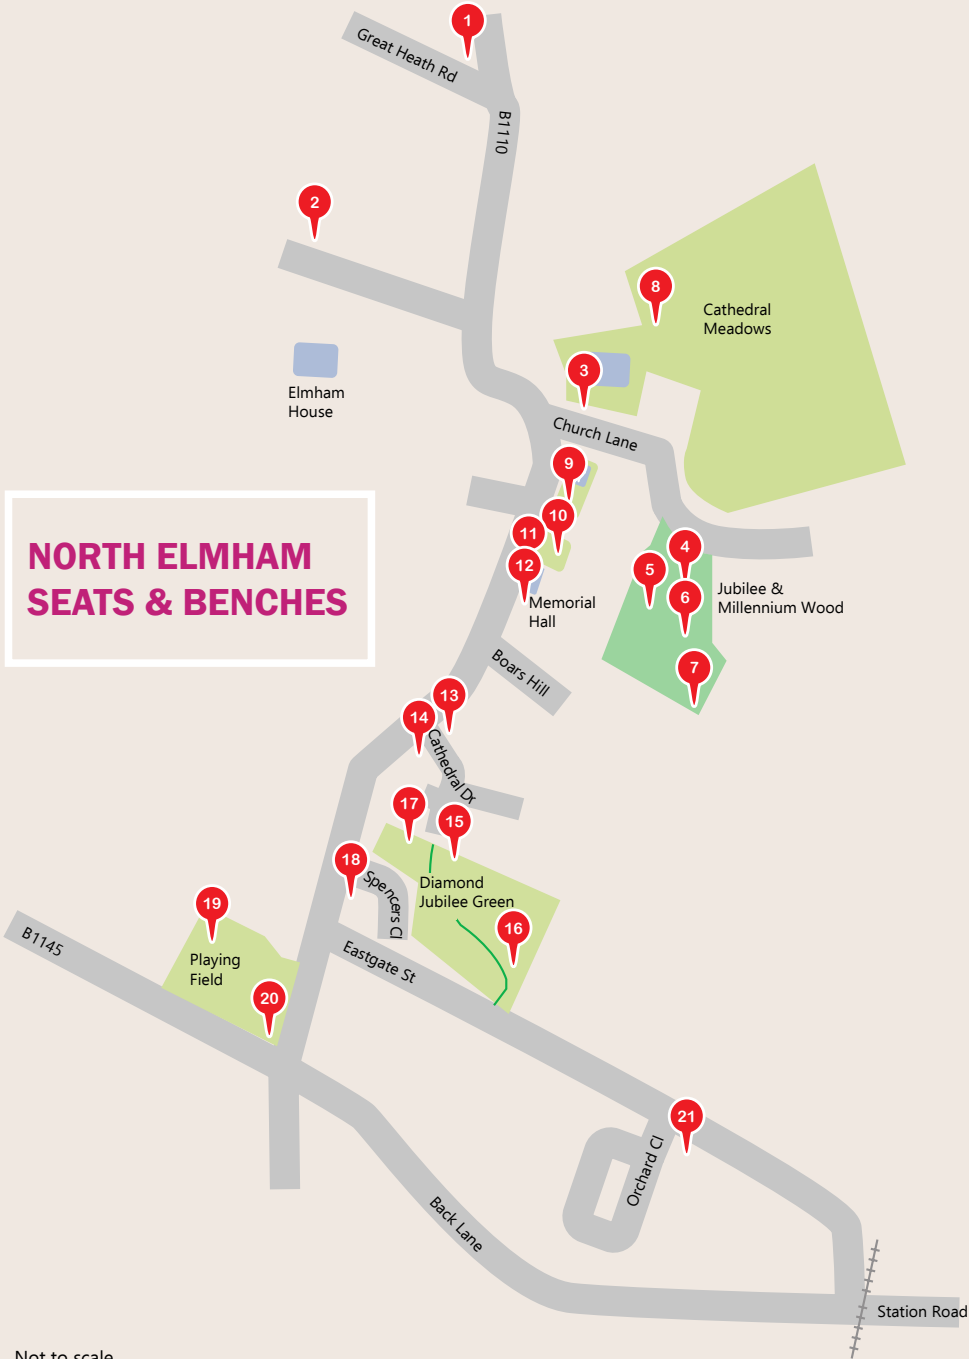 1
Great Heath Rd
B1110
2
8
Cathedral
Meadows
3
Elmham
House
Church Lane
9
10
11
12
Memorial
Hall
4
5
6
Jubilee &
Millennium Wood
7
NORTH ELMHAM
SEATS & BENCHES
Boars Hill
13
14
Cathedral Dr
17
15
18
Spencers Cl
Diamond
Jubilee Green
16
19
B1145
Playing
Field
20
Eastgate St
21
Orchard Cl
Back Lane
Station Road
Not to scale